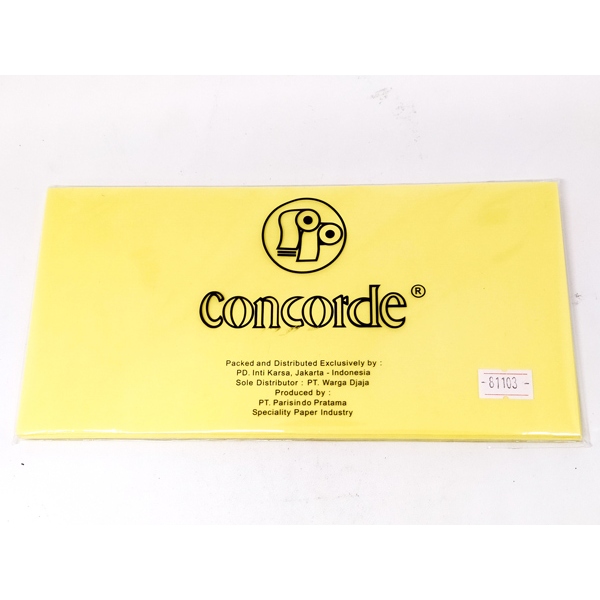 Concorde ®
Packed and Distributed Exclusively by :
PD. Inti Karsa, Jakarta - Indonesia
Sole Distributor : PT. Warga Djaja
Produced by :
PT. Parisindo Pratama
Speciality Paper Industry
- 61103 -